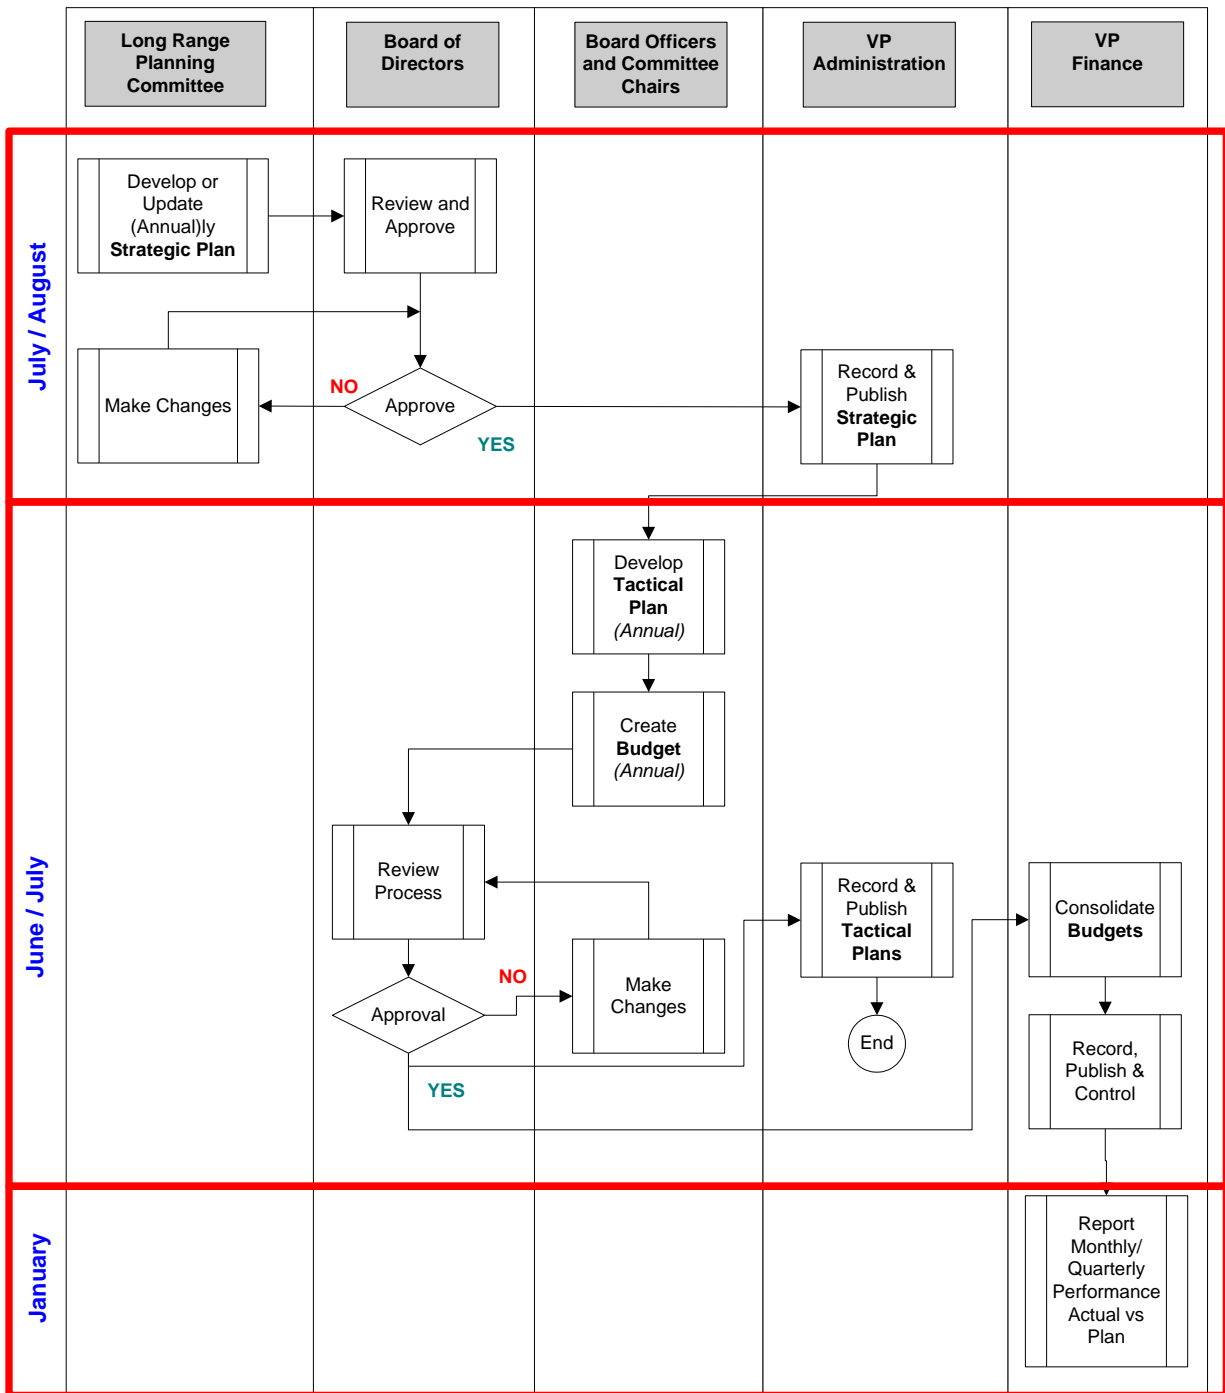 Long Range
Planning
Committee
Board of
Directors
Board Officers
and Committee
Chairs
VP
Administration
VP
Finance
July / August
Develop or
Update
(Annual)ly
Strategic Plan
Review and
Approve
Make Changes
NO
Approve
YES
Record &
Publish
Strategic
Plan
June / July
Develop
Tactical
Plan
(Annual)
Create
Budget
(Annual)
Review
Process
Approval
NO
YES
Make
Changes
Record &
Publish
Tactical
Plans
End
Consolidate
Budgets
Record,
Publish &
Control
January
Report
Monthly/
Quarterly
Performance
Actual vs
Plan